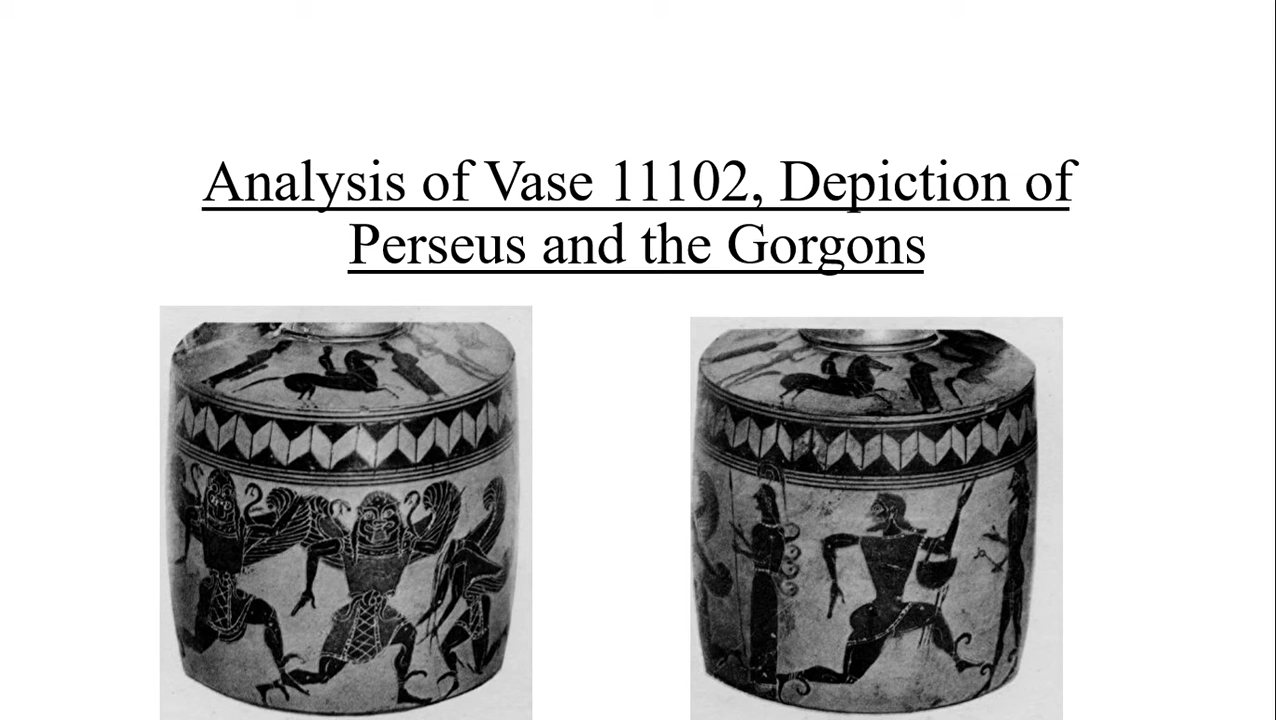 Analysis of Vase 11102, Depiction of
Perseus and the Gorgons